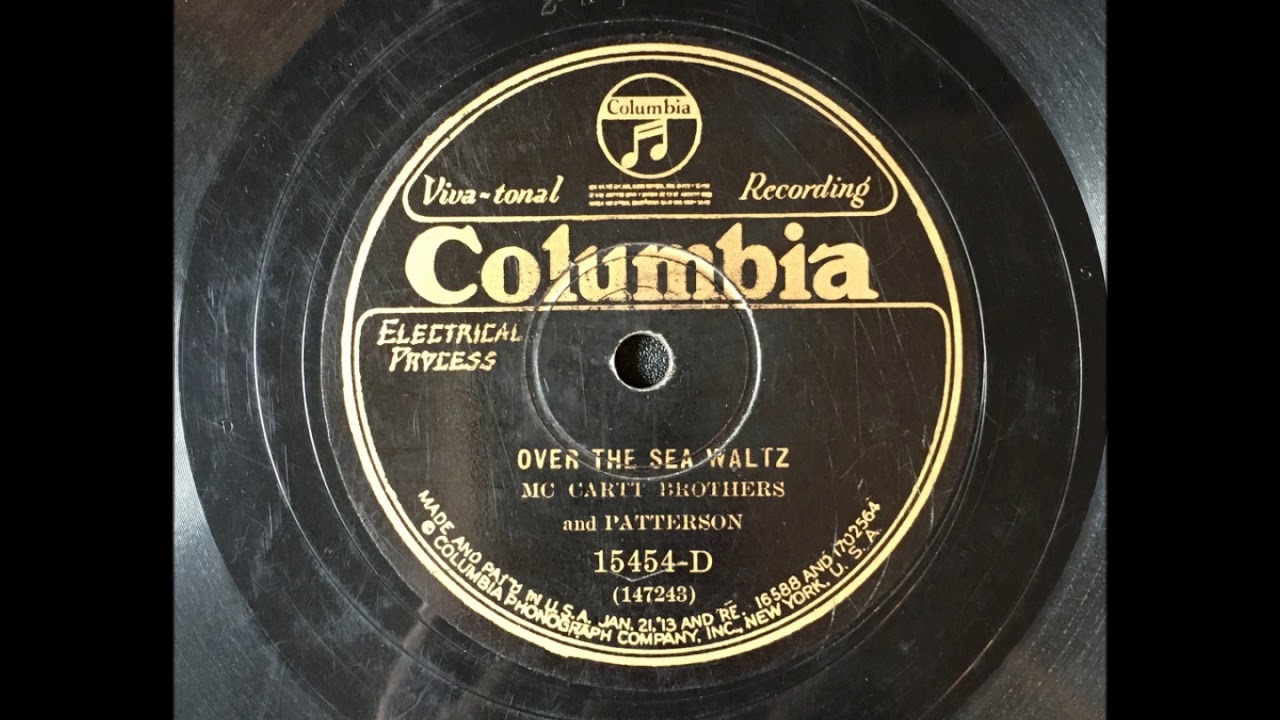 Columbia
Viva-tonal Recording
Columbia
ELECTRICAL
PROCESS
OVER THE SEA WALTZ
MC CARTT BROTHERS
and PATTERSON
15454-D
(147243)
MADE AND PAT'D IN U.S.A. JAN. 21, '13 AND RE. 16588 AND 1702564
© COLUMBIA PHONOGRAPH COMPANY, INC., NEW YORK, U. S. A.